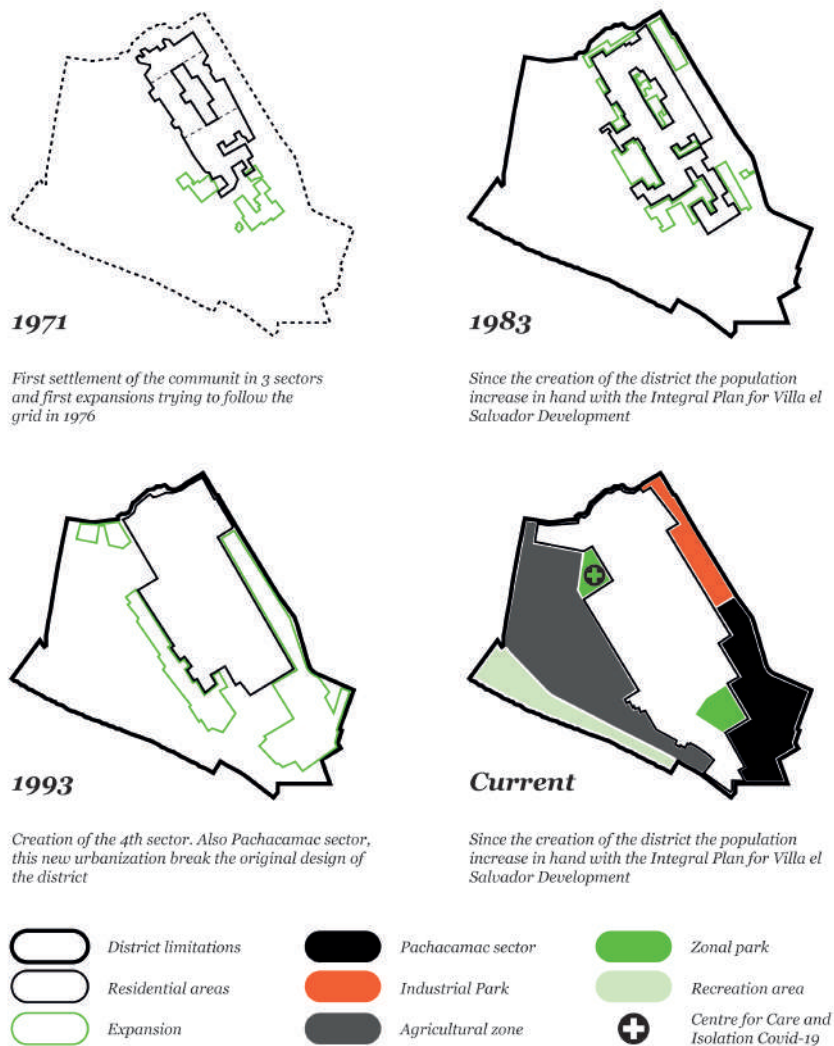 1971
First settlement of the communit in 3 sectors
and first expansions trying to follow the
grid in 1976
1983
Since the creation of the district the population
increase in hand with the Integral Plan for Villa el
Salvador Development
1993
Creation of the 4th sector. Also Pachacamac sector,
this new urbanization break the original design of
the district
Current
Since the creation of the district the population
increase in hand with the Integral Plan for Villa el
Salvador Development
District limitations
Residential areas
Expansion
Pachacamac sector
Industrial Park
Agricultural zone
Zonal park
Recreation area
Centre for Care and
Isolation Covid-19